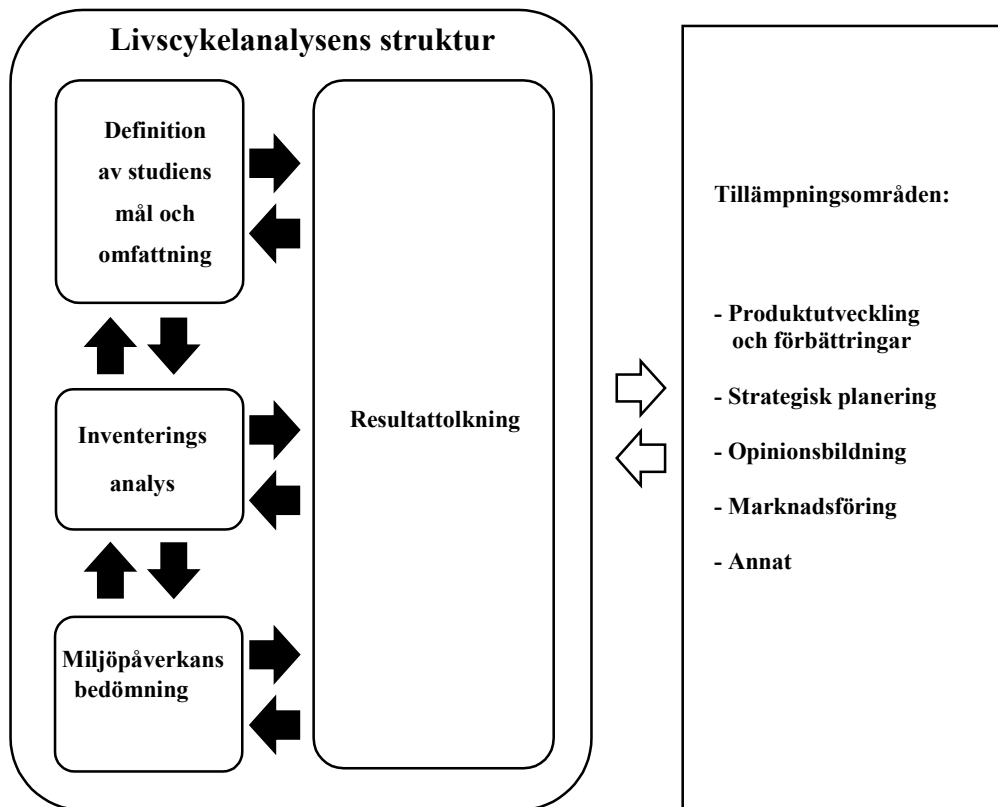 Livscykelanalysens struktur
Definition
av studiens
mål och
omfattning
Inventerings
analys
Miljöpåverkans
bedömning
Resultattolkning
Tillämpningsområden:
- Produktutveckling
och förbättringar
- Strategisk planering
- Opinionsbildning
- Marknadsföring
- Annat